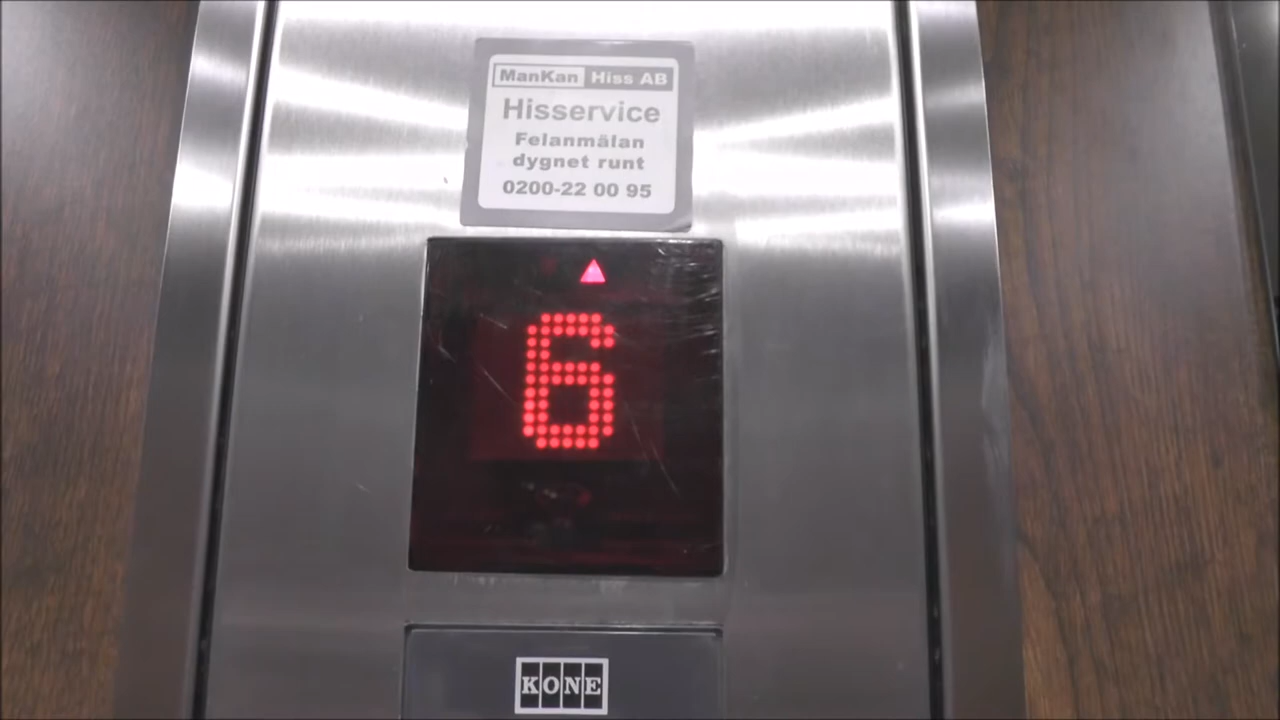 ManKan Hiss AB
Hisservice
Felanmälan
dygnet runt
0200-22 00 95
6
KONE